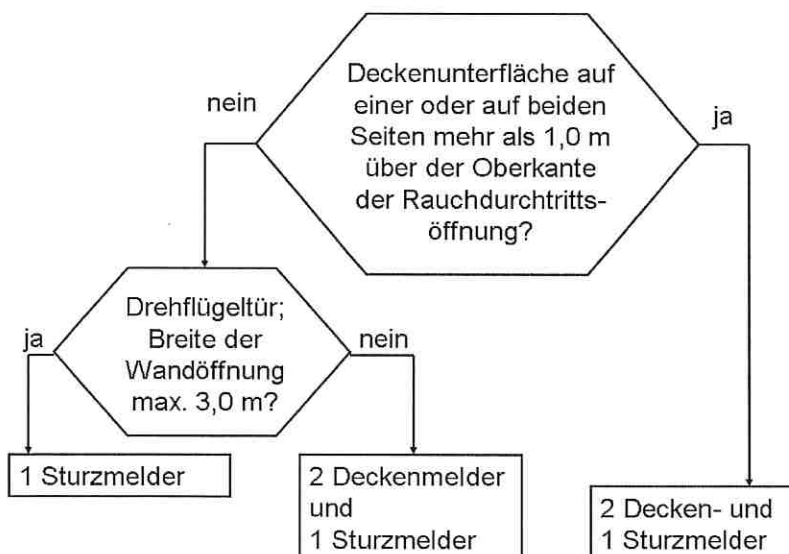 Deckenunterfläche auf
einer oder auf beiden
Seiten mehr als 1,0 m
über der Oberkante
der Rauchdurchtritts-
öffnung?
nein
ja
Drehflügeltür;
Breite der
Wandöffnung
max. 3,0 m?
ja
nein
1 Sturzmelder
2 Deckenmelder
und
1 Sturzmelder
2 Decken- und
1 Sturzmelder